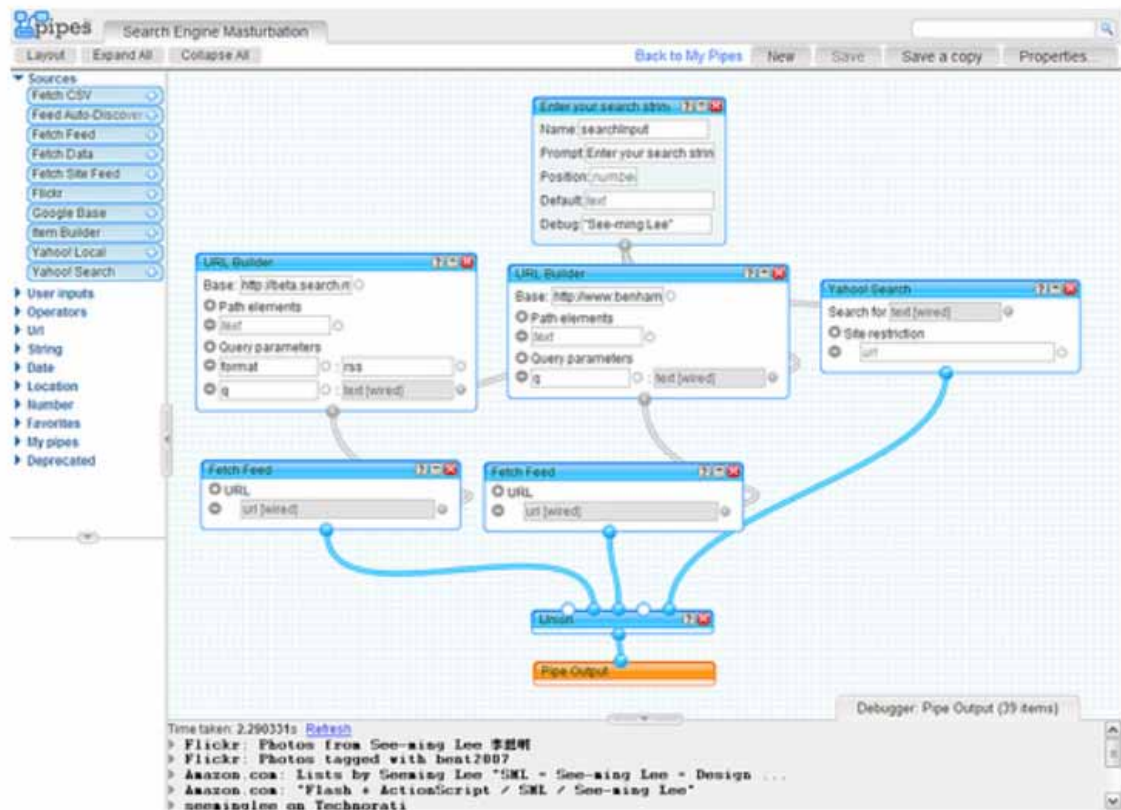 pipes
Search Engine Masturbation
Layout Expand All Collapse All
Back to My Pipes New Save Save a copy Properties...
Sources
Fetch CSV
Feed Auto-Discover
Fetch Feed
Fetch Data
Fetch Site Feed
Flickr
Google Base
Item Builder
Yahoo! Local
Yahoo! Search
User inputs
Operators
Url
String
Date
Location
Number
Favorites
My pipes
Deprecated
Enter your search strin
Name: searchInput
Prompt: Enter your search strin
Position: number
Default: text
Debug: "See-ming Lee"
URL Builder
Base: http://beta.search.n
Path elements
text
Query parameters
format : rss
q : text [wired]
URL Builder
Base: http://www.benham
Path elements
text
Query parameters
q : text [wired]
Yahoo! Search
Search for text [wired]
Site restriction
url
Fetch Feed
URL
url [wired]
Fetch Feed
URL
url [wired]
Union
Pipe Output
Debugger: Pipe Output (39 items)
Time taken: 2.290331s Refresh
Flickr: Photos from See-ming Lee
Flickr: Photos tagged with beat2007
Amazon.com: Lists by Seeming Lee "SML - See-ming Lee - Design ...
Amazon.com: "Flash + ActionScript / SML / See-ming Lee"
seeminglee on Technorati